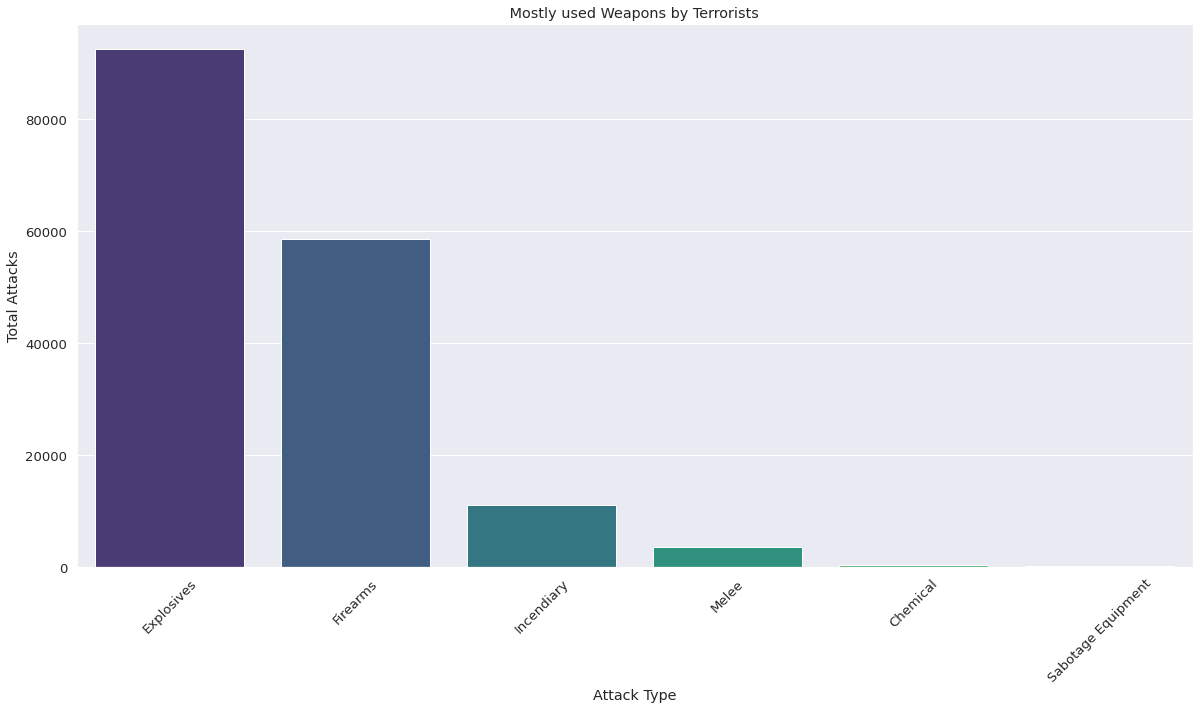 Mostly used Weapons by Terrorists
Total Attacks
80000
60000
40000
20000
0
Explosives
Firearms
Incendiary
Melee
Chemical
Sabotage Equipment
Attack Type